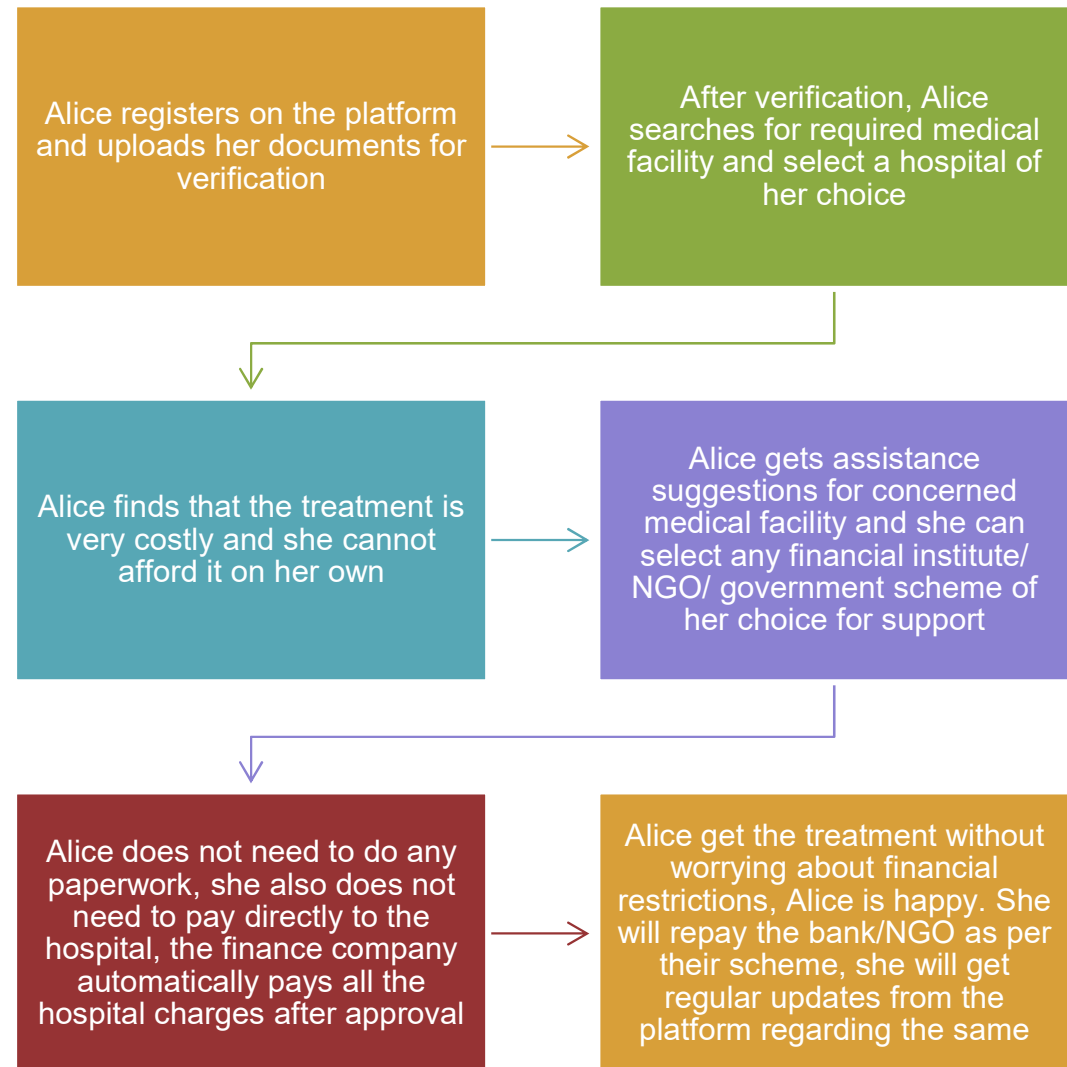 Alice registers on the platform
and uploads her documents for
verification
After verification, Alice
searches for required medical
facility and select a hospital of
her choice
Alice finds that the treatment is
very costly and she cannot
afford it on her own
Alice gets assistance
suggestions for concerned
medical facility and she can
select any financial institute/
NGO/ government scheme of
her choice for support
Alice does not need to do any
paperwork, she also does not
need to pay directly to the
hospital, the finance company
automatically pays all the
hospital charges after approval
Alice get the treatment without
worrying about financial
restrictions, Alice is happy. She
will repay the bank/NGO as per
their scheme, she will get
regular updates from the
platform regarding the same